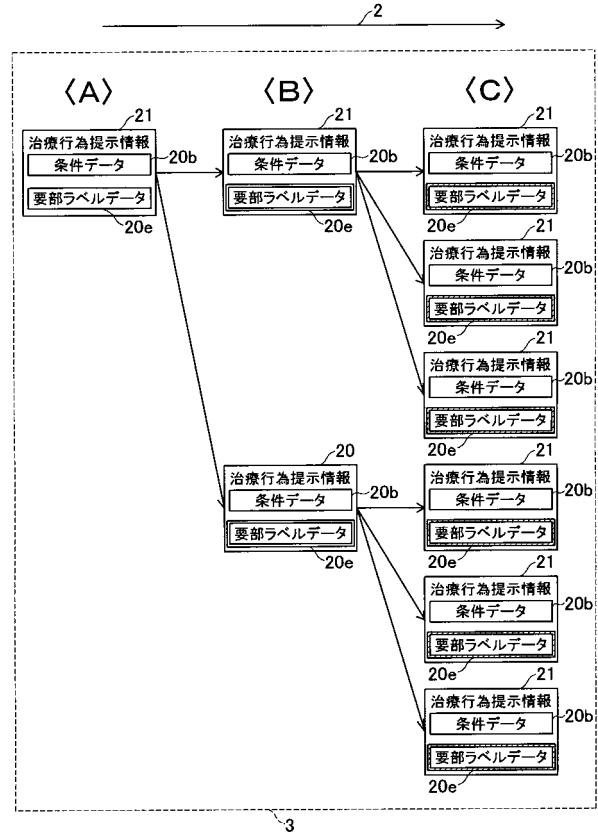 2
〈A〉 〈B〉 〈C〉
21 21 21
治療行為提示情報 治療行為提示情報 治療行為提示情報
条件データ 20b 条件データ 20b 条件データ 20b
要部ラベルデータ 要部ラベルデータ 要部ラベルデータ
20e 20e 20e
21
治療行為提示情報
条件データ 20b
要部ラベルデータ
20e
21
治療行為提示情報
条件データ 20b
要部ラベルデータ
20e
20 21
治療行為提示情報 治療行為提示情報
条件データ 20b 条件データ 20b
要部ラベルデータ 要部ラベルデータ
20e 20e
21
治療行為提示情報
条件データ 20b
要部ラベルデータ
20e
21
治療行為提示情報
条件データ 20b
要部ラベルデータ
20e
3